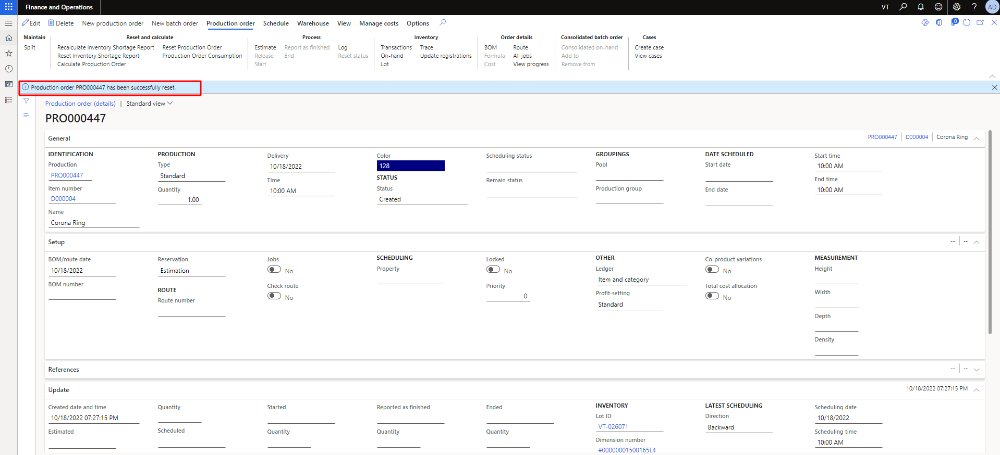 Finance and Operations
VT
AD
Edit Delete New production order New batch order Production order Schedule Warehouse View Manage costs Options
0
Maintain
Split
Reset and calculate
Recalculate Inventory Shortage Report Reset Production Order
Reset Inventory Shortage Report Production Order Consumption
Calculate Production Order
Process
Estimate Report as finished Log
Release End Reset status
Start
Inventory
Transactions Trace
On-hand Update registrations
Lot
Order details
BOM Route
Formula All jobs
Cost View progress
Consolidated batch order
Consolidated on-hand
Add to
Remove from
Cases
Create case
View cases
Production order PRO000447 has been successfully reset.
Production order (details) | Standard view
PRO000447
General
PRO000447 D000004 Corona Ring
IDENTIFICATION
Production
PRO000447
Item number
D000004
Name
Corona Ring
PRODUCTION
Type
Standard
Quantity
1.00
Delivery
10/18/2022
Time
10:00 AM
Color
128
STATUS
Status
Created
Scheduling status
Remain status
GROUPINGS
Pool
Production group
DATE SCHEDULED
Start date
End date
Start time
10:00 AM
End time
10:00 AM
Setup
-- --
BOM/route date
10/18/2022
BOM number
Reservation
Estimation
ROUTE
Route number
Jobs
No
Check route
No
SCHEDULING
Property
Locked
No
Priority
0
OTHER
Ledger
Item and category
Profit-setting
Standard
Co-product variations
No
Total cost allocation
No
MEASUREMENT
Height
Width
Depth
Density
References
-- --
Update
10/18/2022 07:27:15 PM
Created date and time
10/18/2022 07:27:15 PM
Estimated
Quantity
Scheduled
Started
Quantity
Reported as finished
Quantity
Ended
Quantity
INVENTORY
Lot ID
VT-026071
Dimension number
#00000001500165E4
LATEST SCHEDULING
Direction
Backward
Scheduling date
10/18/2022
Scheduling time
10:00 AM